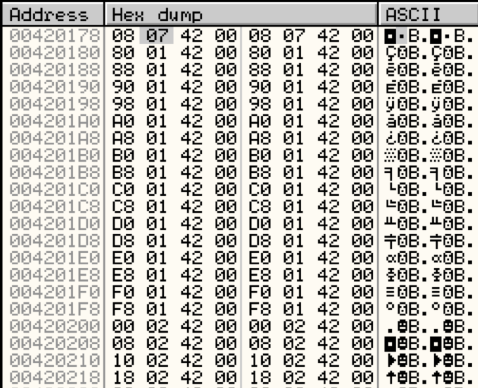 Address Hex dump ASCII
00420178 08 07 42 00 08 07 42 00 ◘•B.◘•B.
00420180 80 01 42 00 80 01 42 00 Ç☺B.Ç☺B.
00420188 88 01 42 00 88 01 42 00 ê☺B.ê☺B.
00420190 90 01 42 00 90 01 42 00 É☺B.É☺B.
00420198 98 01 42 00 98 01 42 00 ÿ☺B.ÿ☺B.
004201A0 A0 01 42 00 A0 01 42 00 á☺B.á☺B.
004201A8 A8 01 42 00 A8 01 42 00 ¿☺B.¿☺B.
004201B0 B0 01 42 00 B0 01 42 00 ░☺B.░☺B.
004201B8 B8 01 42 00 B8 01 42 00 ╕☺B.╕☺B.
004201C0 C0 01 42 00 C0 01 42 00 └☺B.└☺B.
004201C8 C8 01 42 00 C8 01 42 00 ╚☺B.╚☺B.
004201D0 D0 01 42 00 D0 01 42 00 ╨☺B.╨☺B.
004201D8 D8 01 42 00 D8 01 42 00 ╪☺B.╪☺B.
004201E0 E0 01 42 00 E0 01 42 00 α☺B.α☺B.
004201E8 E8 01 42 00 E8 01 42 00 Φ☺B.Φ☺B.
004201F0 F0 01 42 00 F0 01 42 00 ≡☺B.≡☺B.
004201F8 F8 01 42 00 F8 01 42 00 °☺B.°☺B.
00420200 00 02 42 00 00 02 42 00 .☻B..☻B.
00420208 08 02 42 00 08 02 42 00 ◘☻B.◘☻B.
00420210 10 02 42 00 10 02 42 00 ►☻B.►☻B.
00420218 18 02 42 00 18 02 42 00 ↑☻B.↑☻B.